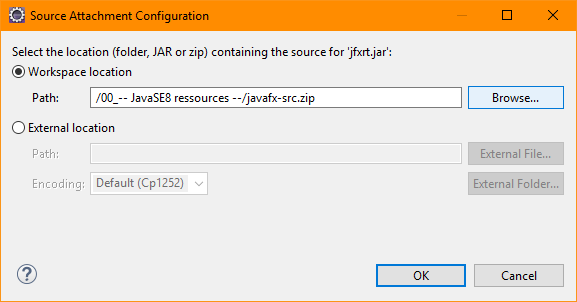 Source Attachment Configuration
Select the location (folder, JAR or zip) containing the source for 'jfxrt.jar':
Workspace location
Path: /00_-- JavaSE8 ressources --/javafx-src.zip Browse...
External location
Path: External File...
Encoding: Default (Cp1252) External Folder...
? OK Cancel